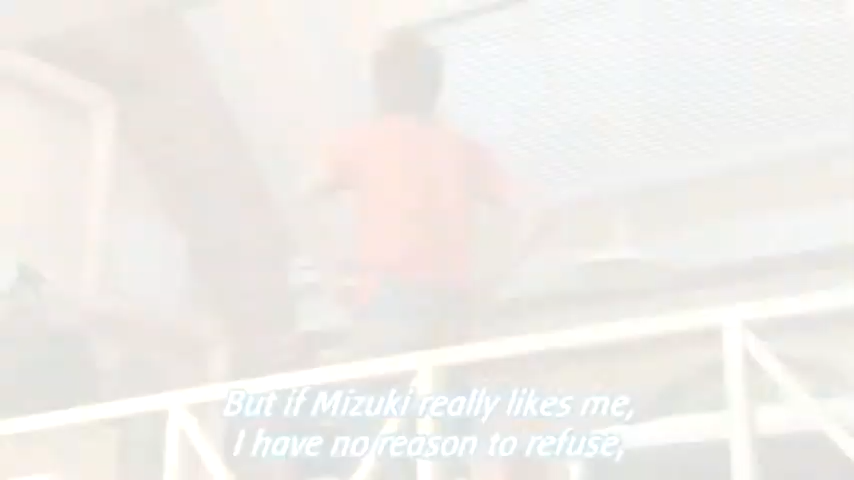 But if Mizuki really likes me,
I have no reason to refuse,